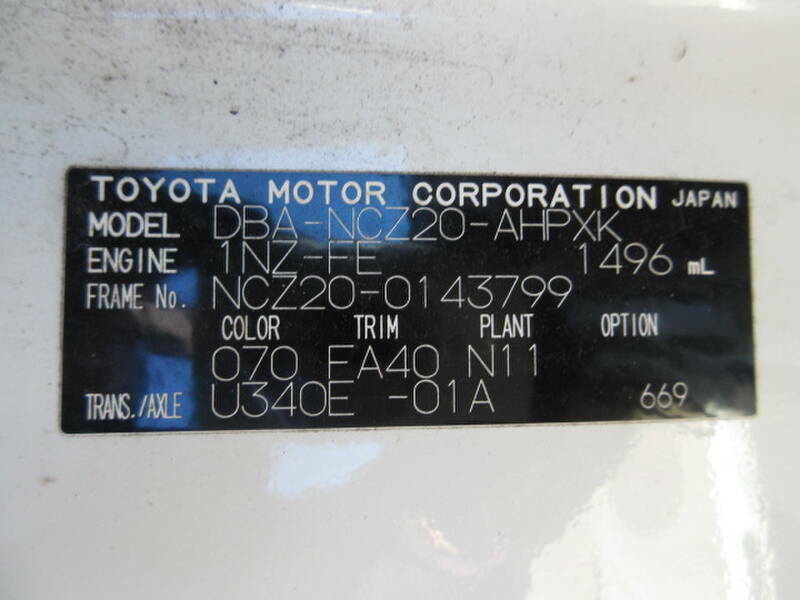 TOYOTA MOTOR CORPORATION JAPAN
MODEL DBA-NCZ20-AHPXK
ENGINE 1NZ-FE 1496 mL
FRAME No. NCZ20-0143799
COLOR TRIM PLANT OPTION
070 EA40 N11
TRANS./AXLE U340E -01A 669